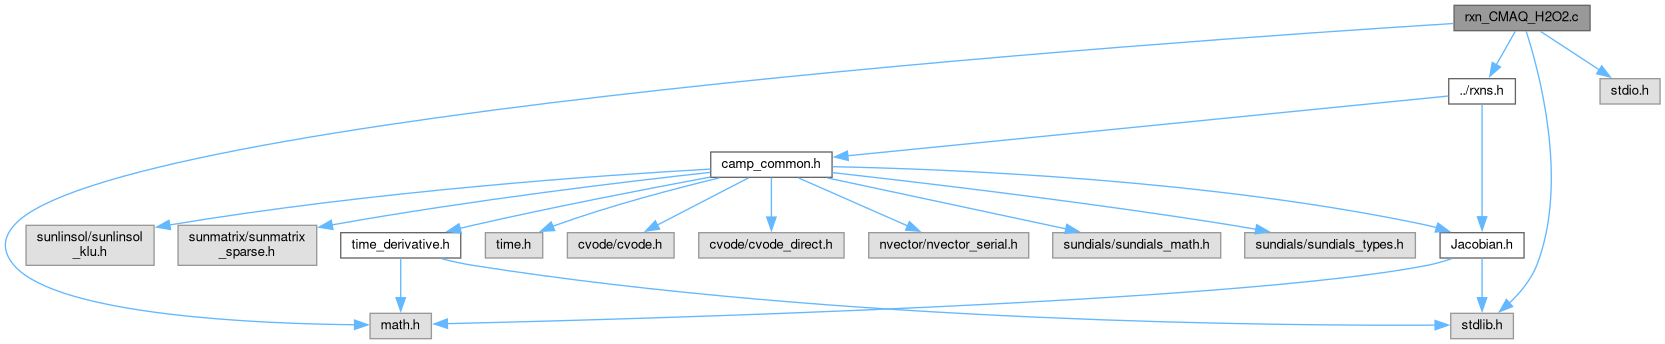 rxn_CMAQ_H2O2.c
../rxns.h
stdio.h
camp_common.h
sunlinsol/sunlinsol
_klu.h
sunmatrix/sunmatrix
_sparse.h
time_derivative.h
time.h
cvode/cvode.h
cvode/cvode_direct.h
nvector/nvector_serial.h
sundials/sundials_math.h
sundials/sundials_types.h
Jacobian.h
math.h
stdlib.h